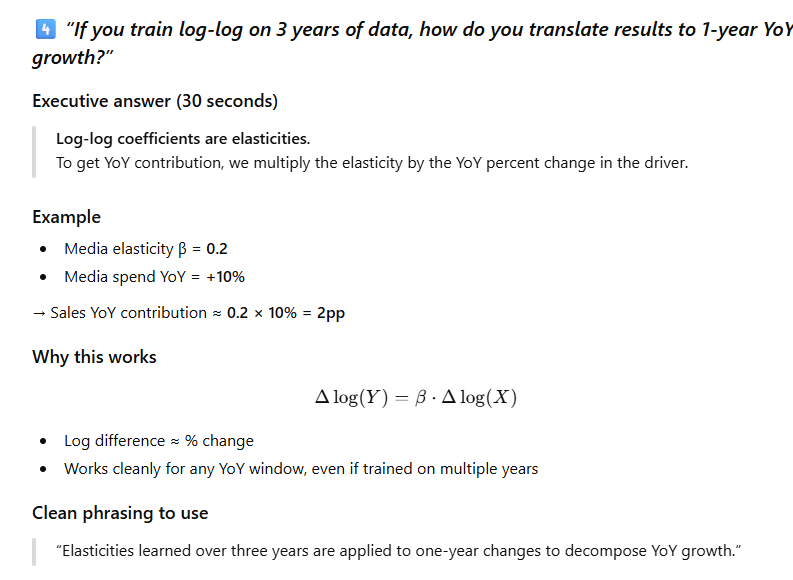 4 “If you train log-log on 3 years of data, how do you translate results to 1-year YoY
growth?”
Executive answer (30 seconds)
Log-log coefficients are elasticities.
To get YoY contribution, we multiply the elasticity by the YoY percent change in the driver.
Example
• Media elasticity β = 0.2
• Media spend YoY = +10%
→ Sales YoY contribution ≈ 0.2 × 10% = 2pp
Why this works
Δ log(Y) = β · Δ log(X)
• Log difference ≈ % change
• Works cleanly for any YoY window, even if trained on multiple years
Clean phrasing to use
“Elasticities learned over three years are applied to one-year changes to decompose YoY growth.”